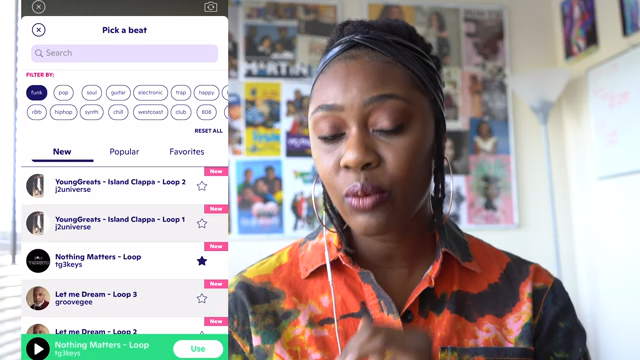 Pick a beat
Search
FILTER BY:
funk pop soul guitar electronic trap happy
r&b hiphop synth chill westcoast club 808
RESET ALL
New Popular Favorites
New
YoungGreats - Island Clappa - Loop 2
j2universe
New
YoungGreats - Island Clappa - Loop 1
j2universe
New
Nothing Matters - Loop
tg3keys
New
Let me Dream - Loop 3
groovegee
New
Let me Dream - Loop 2
Nothing Matters - Loop
tg3keys
Use
MARTIN